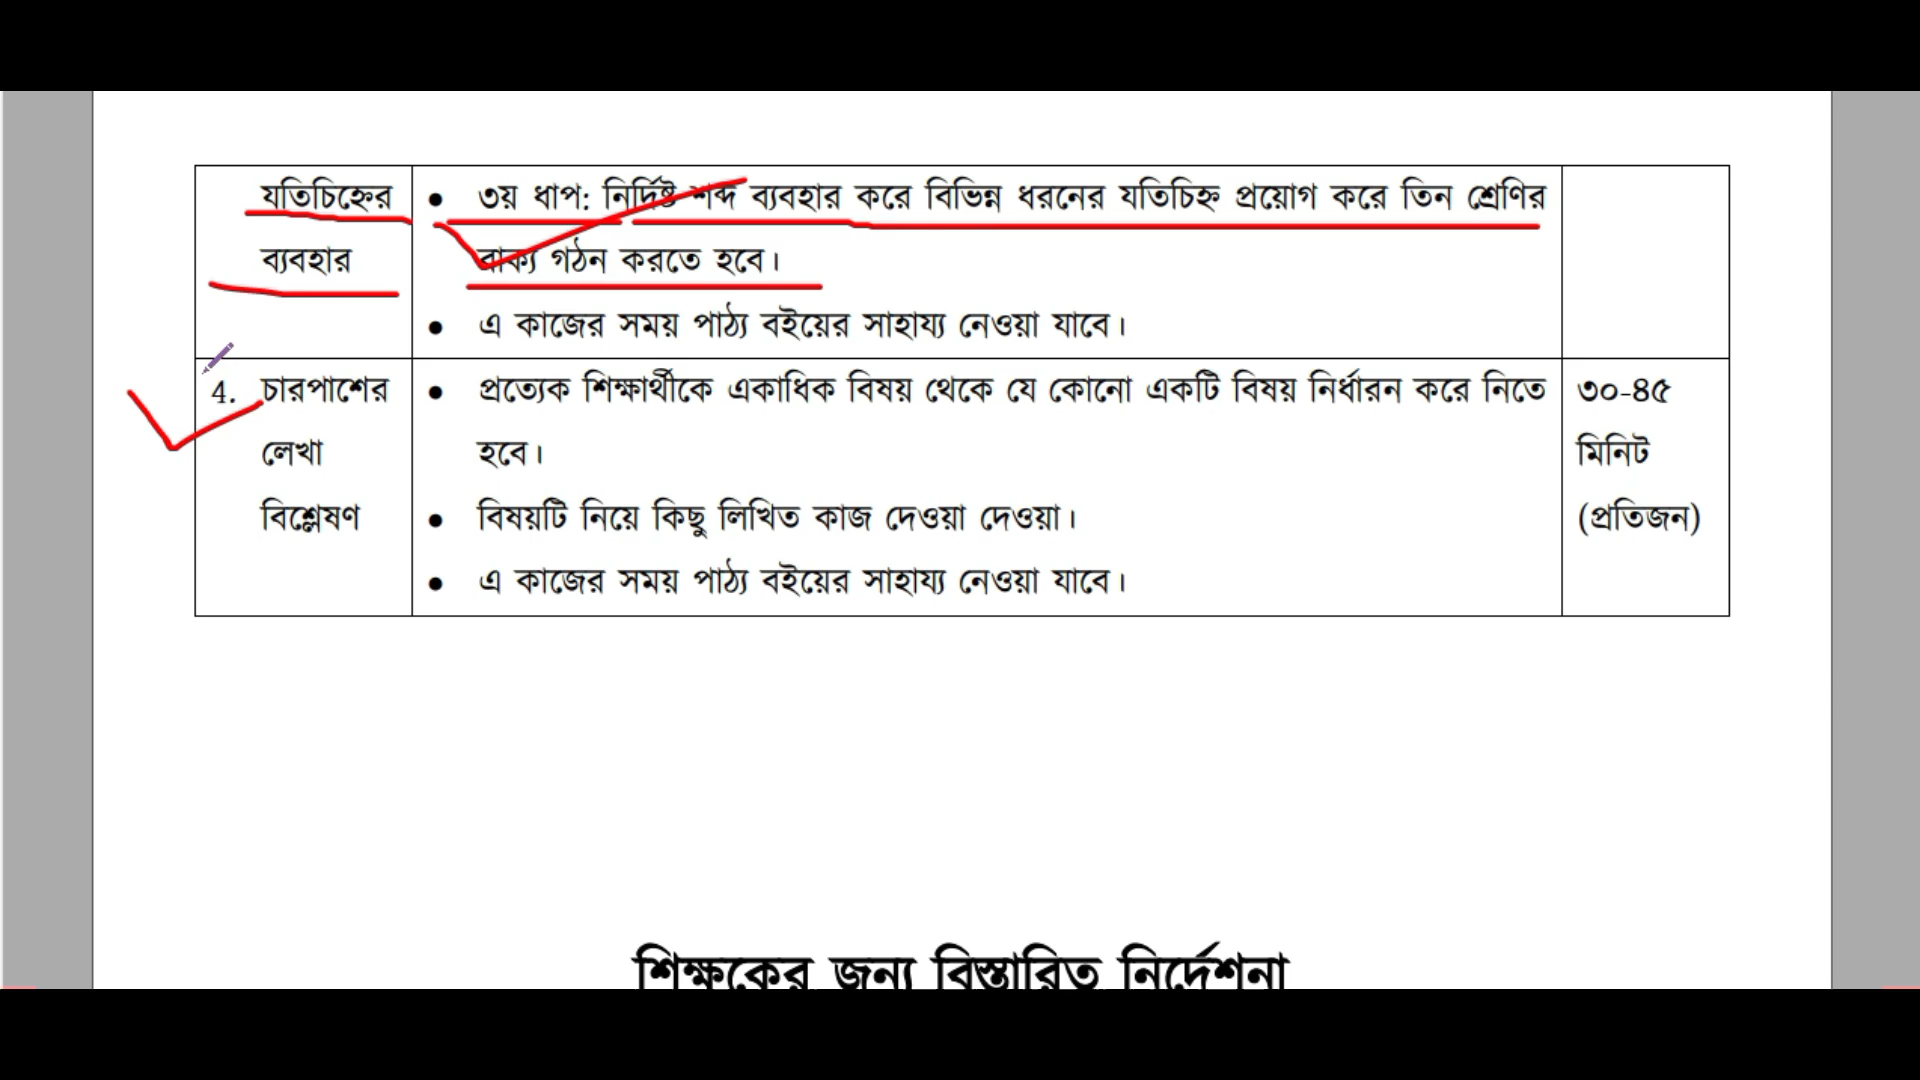 যতিচিহ্নের
ব্যবহার
● ৩য় ধাপ: নির্দিষ্ট শব্দ ব্যবহার করে বিভিন্ন ধরনের যতিচিহ্ন প্রয়োগ করে তিন শ্রেণির
বাক্য গঠন করতে হবে।
● এ কাজের সময় পাঠ্য বইয়ের সাহায্য নেওয়া যাবে।
4. চারপাশের
লেখা
বিশ্লেষণ
● প্রত্যেক শিক্ষার্থীকে একাধিক বিষয় থেকে যে কোনো একটি বিষয় নির্ধারন করে নিতে
হবে।
● বিষয়টি নিয়ে কিছু লিখিত কাজ দেওয়া দেওয়া।
● এ কাজের সময় পাঠ্য বইয়ের সাহায্য নেওয়া যাবে।
৩০-৪৫
মিনিট
(প্রতিজন)
শিক্ষকের জন্য বিস্তারিত নির্দেশনা